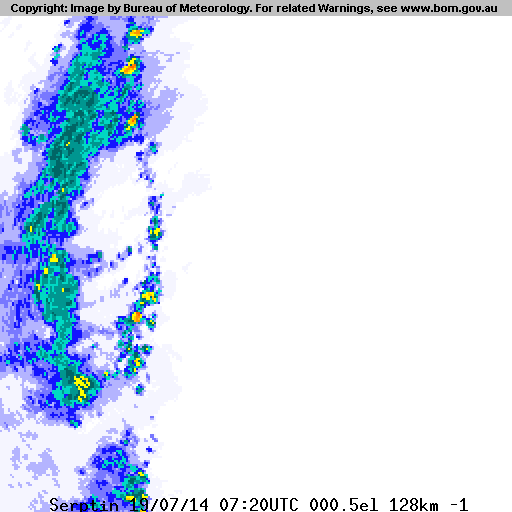 Copyright: Image by Bureau of Meteorology. For related Warnings, see www.bom.gov.au
Serptin 19/07/14 07:20UTC 000.5el 128km -1